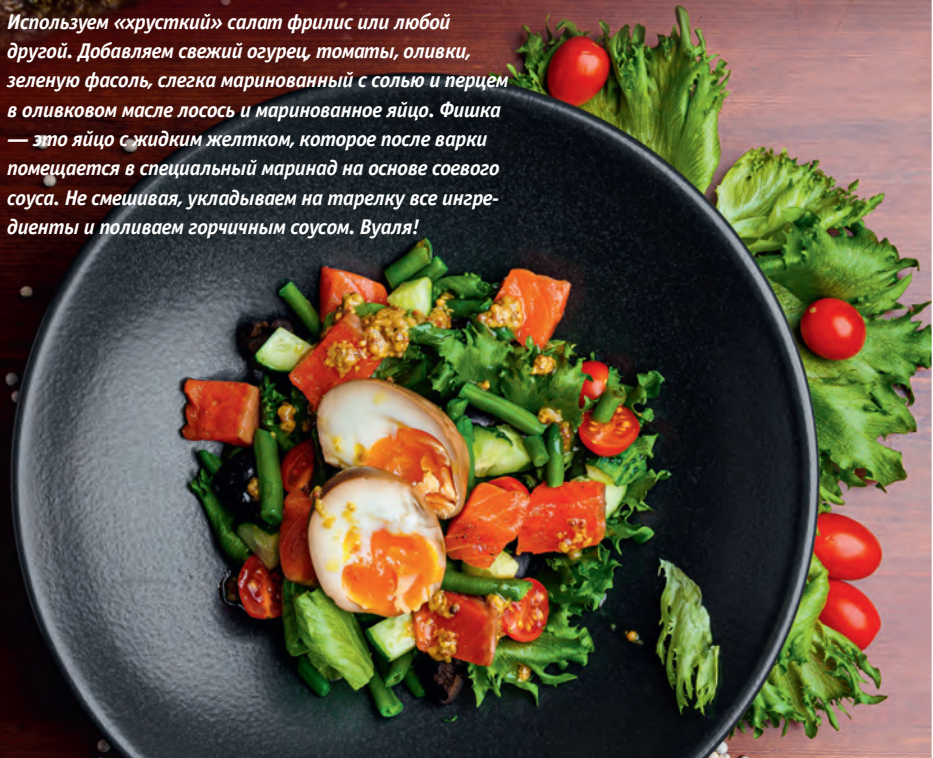 Используем «хрусткий» салат фрилис или любой
другой. Добавляем свежий огурец, томаты, оливки,
зеленую фасоль, слегка маринованный с солью и перцем
в оливковом масле лосось и маринованное яйцо. Фишка
— это яйцо с жидким желтком, которое после варки
помещается в специальный маринад на основе соевого
соуса. Не смешивая, укладываем на тарелку все ингре-
диенты и поливаем горчичным соусом. Вуаля!